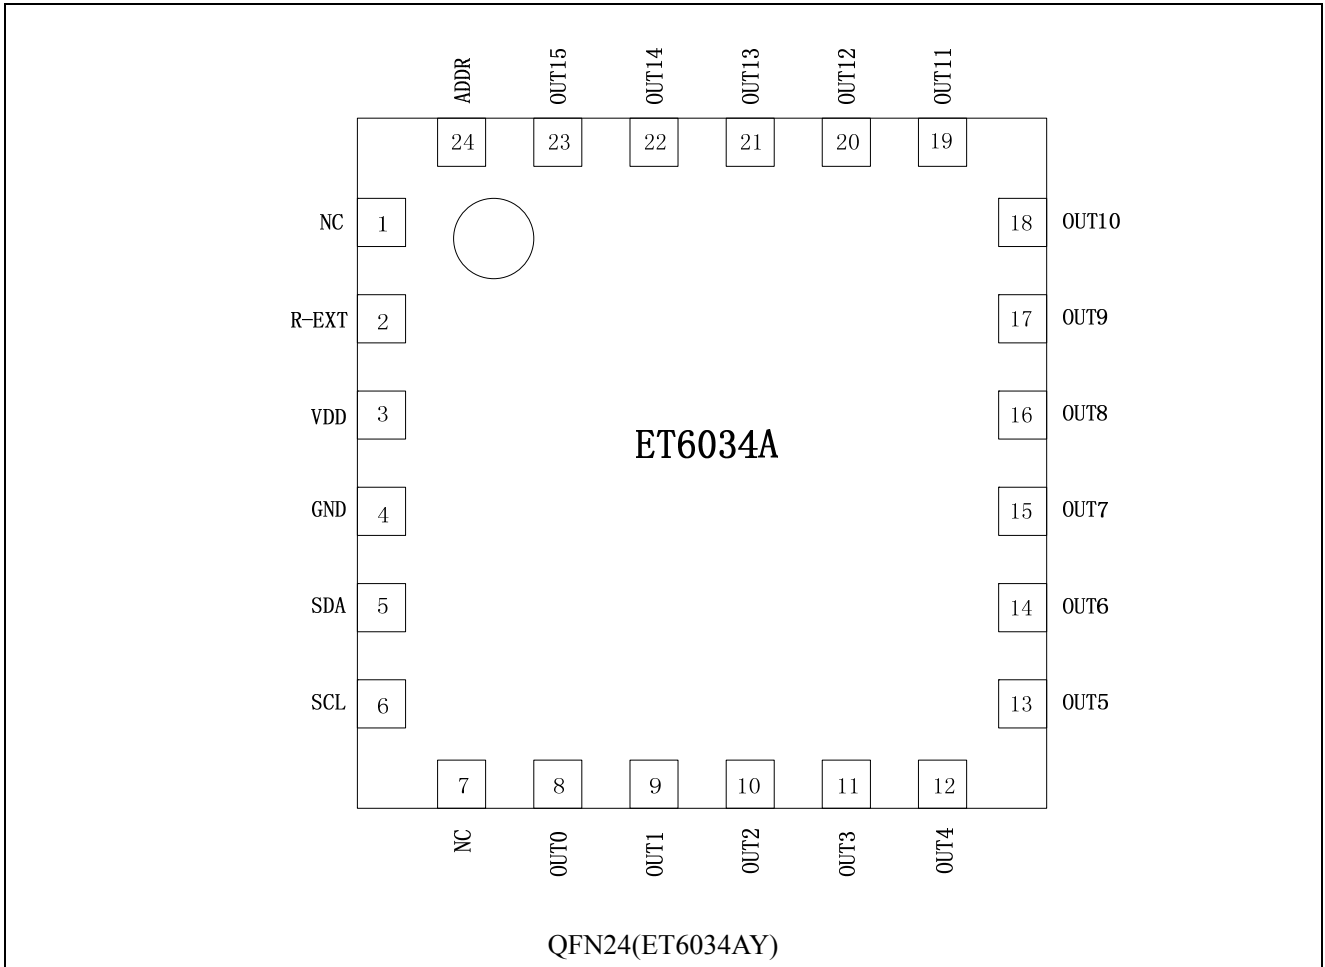 ADDR OUT15 OUT14 OUT13 OUT12 OUT11
24 23 22 21 20 19
NC 1 18 OUT10
R-EXT 2 17 OUT9
VDD 3 16 OUT8
ET6034A
GND 4 15 OUT7
SDA 5 14 OUT6
SCL 6 13 OUT5
7 8 9 10 11 12
NC OUT0 OUT1 OUT2 OUT3 OUT4
QFN24(ET6034AY)